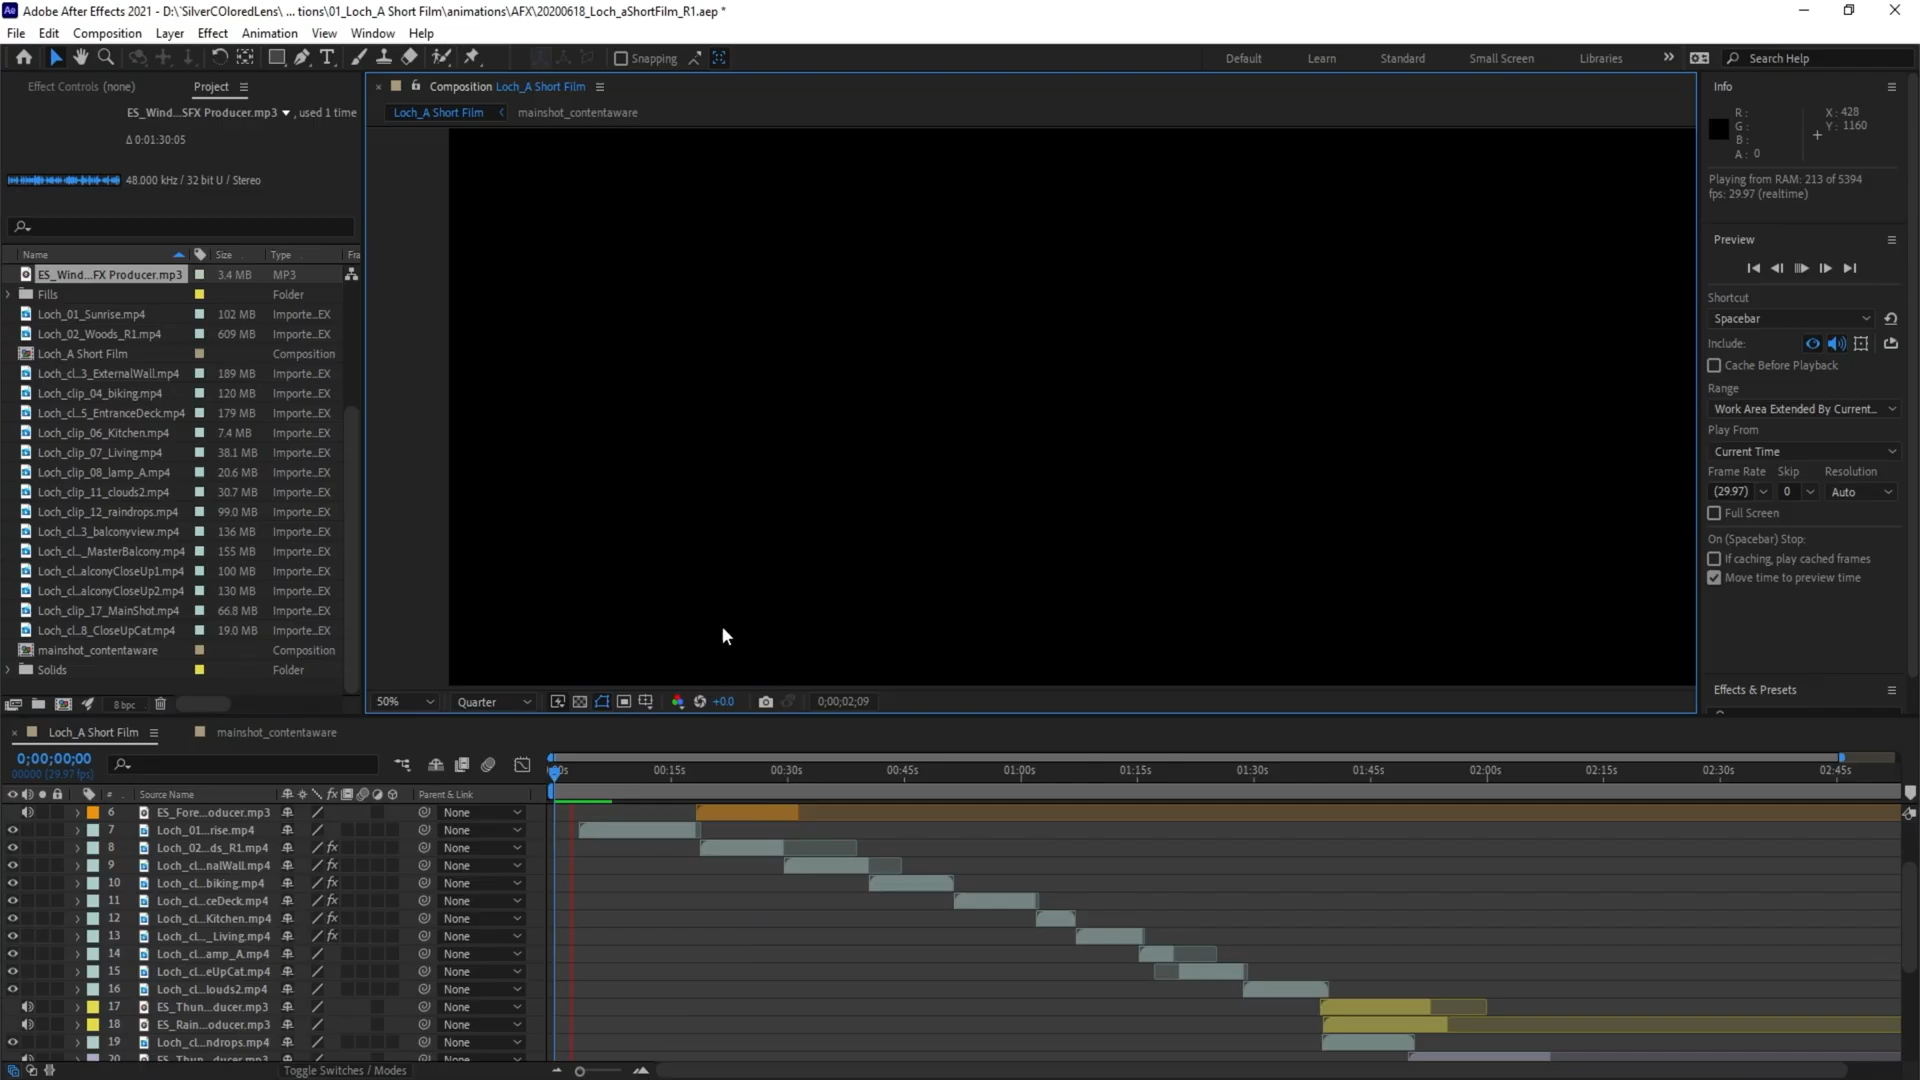 Adobe After Effects 2021 - D:\`SilverCOloredLens\ ... tions\01_Loch_A Short Film\animations\AFX\20200618_Loch_aShortFilm_R1.aep *
File Edit Composition Layer Effect Animation View Window Help
Snapping
Default Learn Standard Small Screen Libraries
Search Help
Effect Controls (none) Project
ES_Wind...SFX Producer.mp3 , used 1 time
Δ 0:01:30:05
48.000 kHz / 32 bit U / Stereo
Name Size Type Fra
ES_Wind...FX Producer.mp3 3.4 MB MP3
Fills Folder
Loch_01_Sunrise.mp4 102 MB Importe...EX
Loch_02_Woods_R1.mp4 609 MB Importe...EX
Loch_A Short Film Composition
Loch_cl...3_ExternalWall.mp4 189 MB Importe...EX
Loch_clip_04_biking.mp4 120 MB Importe...EX
Loch_cl...5_EntranceDeck.mp4 179 MB Importe...EX
Loch_clip_06_Kitchen.mp4 7.4 MB Importe...EX
Loch_clip_07_Living.mp4 38.1 MB Importe...EX
Loch_clip_08_lamp_A.mp4 20.6 MB Importe...EX
Loch_clip_11_clouds2.mp4 30.7 MB Importe...EX
Loch_clip_12_raindrops.mp4 99.0 MB Importe...EX
Loch_cl...3_balconyview.mp4 136 MB Importe...EX
Loch_cl..._MasterBalcony.mp4 155 MB Importe...EX
Loch_cl...alconyCloseUp1.mp4 100 MB Importe...EX
Loch_cl...alconyCloseUp2.mp4 130 MB Importe...EX
Loch_clip_17_MainShot.mp4 66.8 MB Importe...EX
Loch_cl...8_CloseUpCat.mp4 19.0 MB Importe...EX
mainshot_contentaware Composition
Solids Folder
8 bpc
Composition Loch_A Short Film
Loch_A Short Film mainshot_contentaware
50% Quarter +0.0 0;00;02;09
Info
R : X : 428
G : Y : 1160
B :
A : 0
Playing from RAM: 213 of 5394
fps: 29.97 (realtime)
Preview
Shortcut
Spacebar
Include:
Cache Before Playback
Range
Work Area Extended By Current...
Play From
Current Time
Frame Rate Skip Resolution
(29.97) 0 Auto
Full Screen
On (Spacebar) Stop:
If caching, play cached frames
Move time to preview time
Effects & Presets
Loch_A Short Film mainshot_contentaware
0;00;00;00
00000 (29.97 fps)
00s 00:15s 00:30s 00:45s 01:00s 01:15s 01:30s 01:45s 02:00s 02:15s 02:30s 02:45s
# Source Name fx Parent & Link
6 ES_Fore...oducer.mp3 None
7 Loch_01...rise.mp4 None
8 Loch_02...ds_R1.mp4 fx None
9 Loch_cl...nalWall.mp4 fx None
10 Loch_cl...biking.mp4 fx None
11 Loch_cl...ceDeck.mp4 fx None
12 Loch_cl...Kitchen.mp4 fx None
13 Loch_cl..._Living.mp4 fx None
14 Loch_cl...amp_A.mp4 None
15 Loch_cl...eUpCat.mp4 None
16 Loch_cl...louds2.mp4 None
17 ES_Thun...ducer.mp3 None
18 ES_Rain...oducer.mp3 None
19 Loch_cl...ndrops.mp4 None
20 ES_Thun...ducer.mp3 None
Toggle Switches / Modes